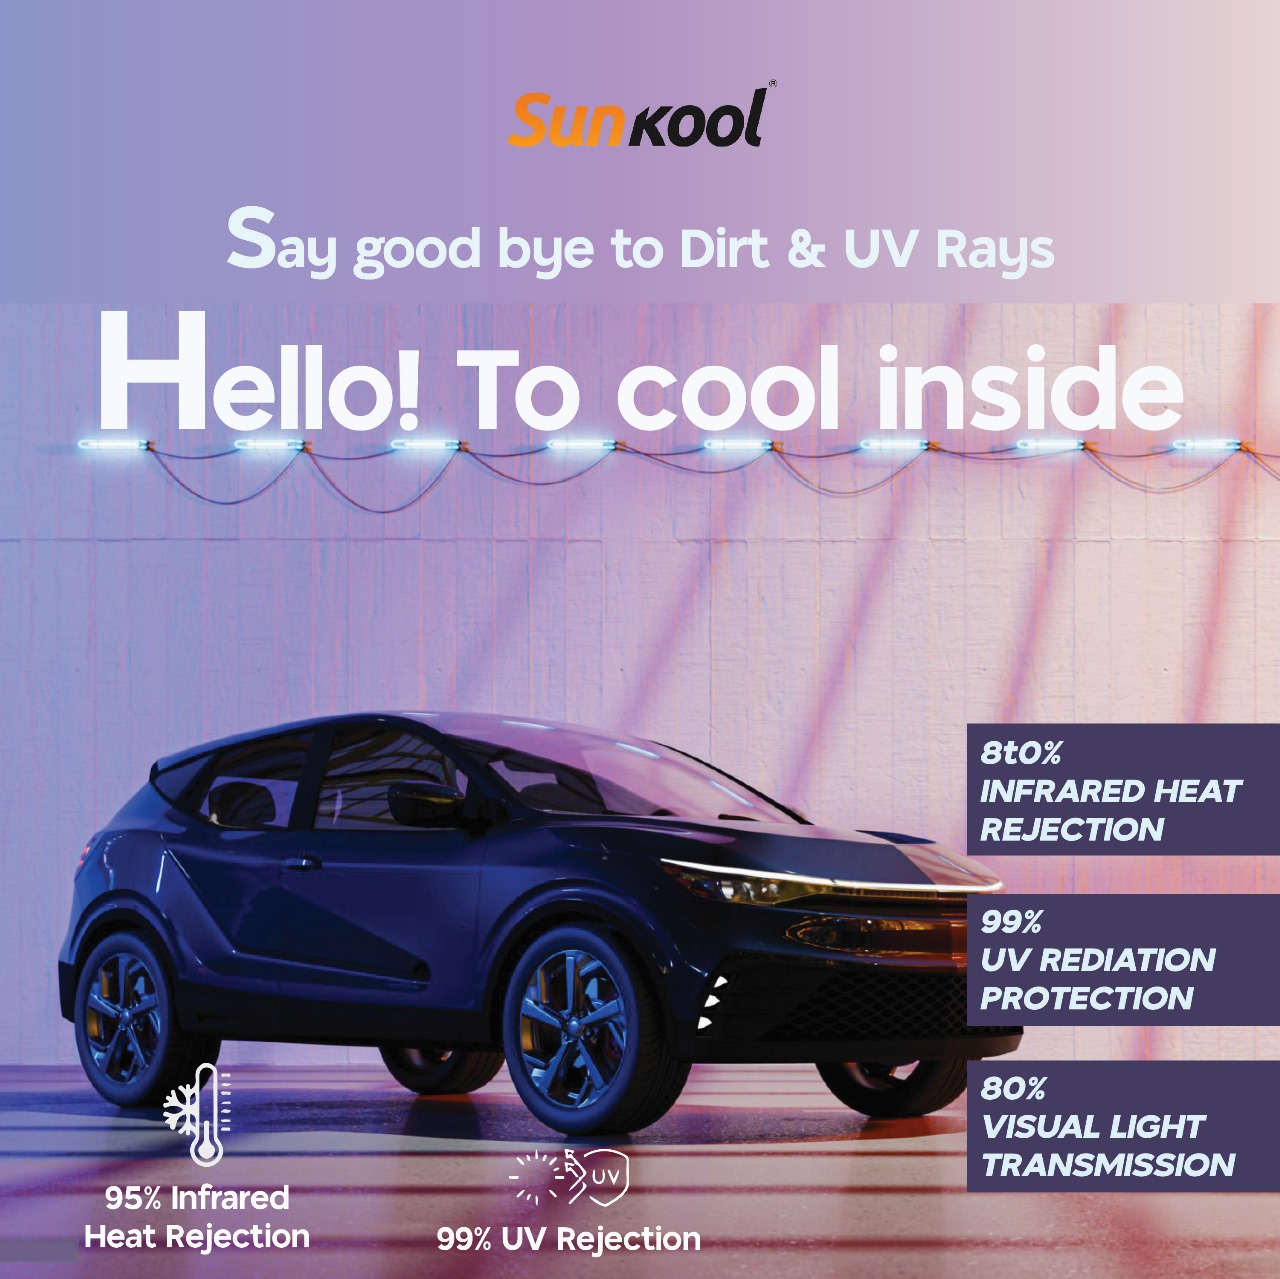 Sunkool®
Say good bye to Dirt & UV Rays
Hello! To cool inside
8t0%
INFRARED HEAT
REJECTION
99%
UV REDIATION
PROTECTION
80%
VISUAL LIGHT
TRANSMISSION
95% Infrared
Heat Rejection
UV
99% UV Rejection